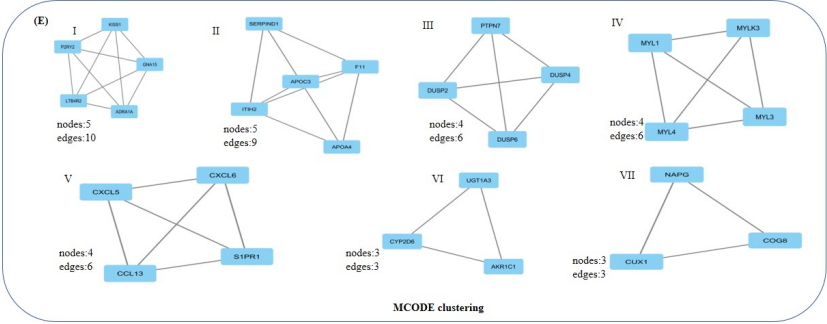 (E)
I
KISS1
P2RY2
GNA15
LTB4R2
ADRA1A
nodes:5
edges:10
II
SERPIND1
F11
APOC3
ITIH2
APOA4
nodes:5
edges:9
III
PTPN7
DUSP4
DUSP2
DUSP6
nodes:4
edges:6
IV
MYLK3
MYL1
MYL3
MYL4
nodes:4
edges:6
V
CXCL6
CXCL5
S1PR1
CCL13
nodes:4
edges:6
VI
UGT1A3
CYP2D6
AKR1C1
nodes:3
edges:3
VII
NAPG
COG8
CUX1
nodes:3
edges:3
MCODE clustering